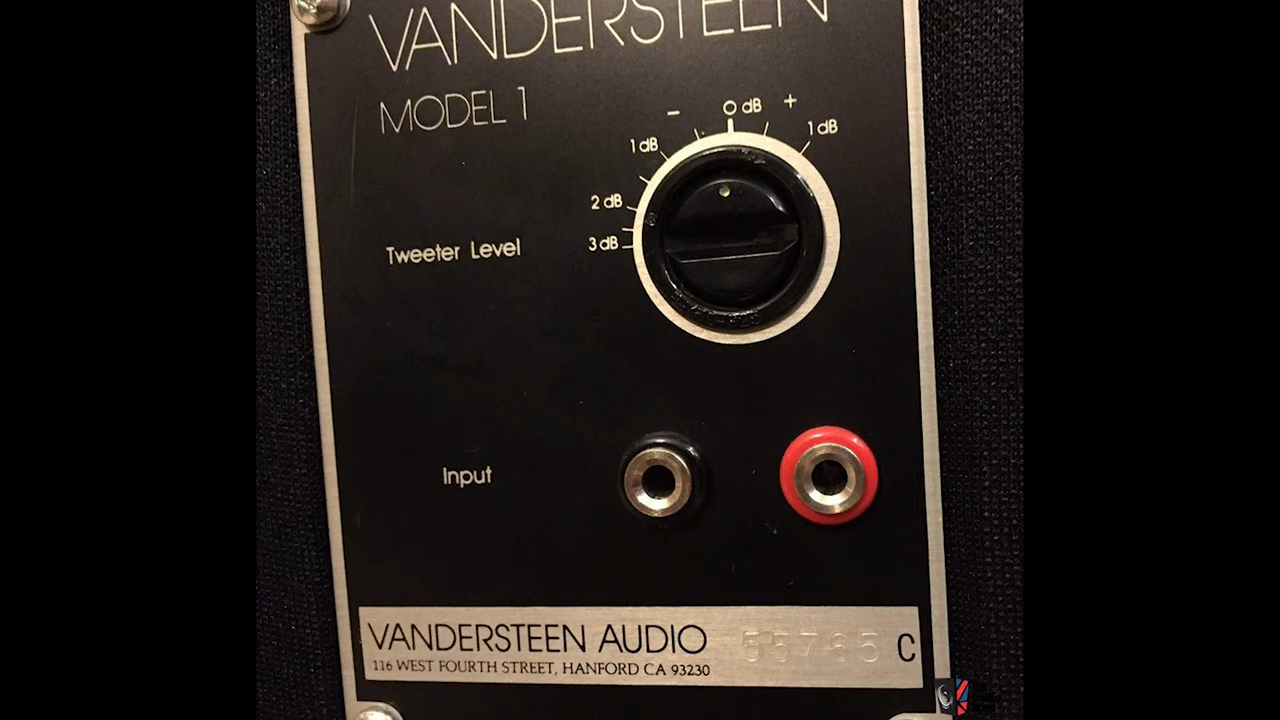 VANDERSTEEN
MODEL 1
− 0 dB +
1 dB 1 dB
2 dB
3 dB
Tweeter Level
Input
VANDERSTEEN AUDIO 55765 C
116 WEST FOURTH STREET, HANFORD CA 93230